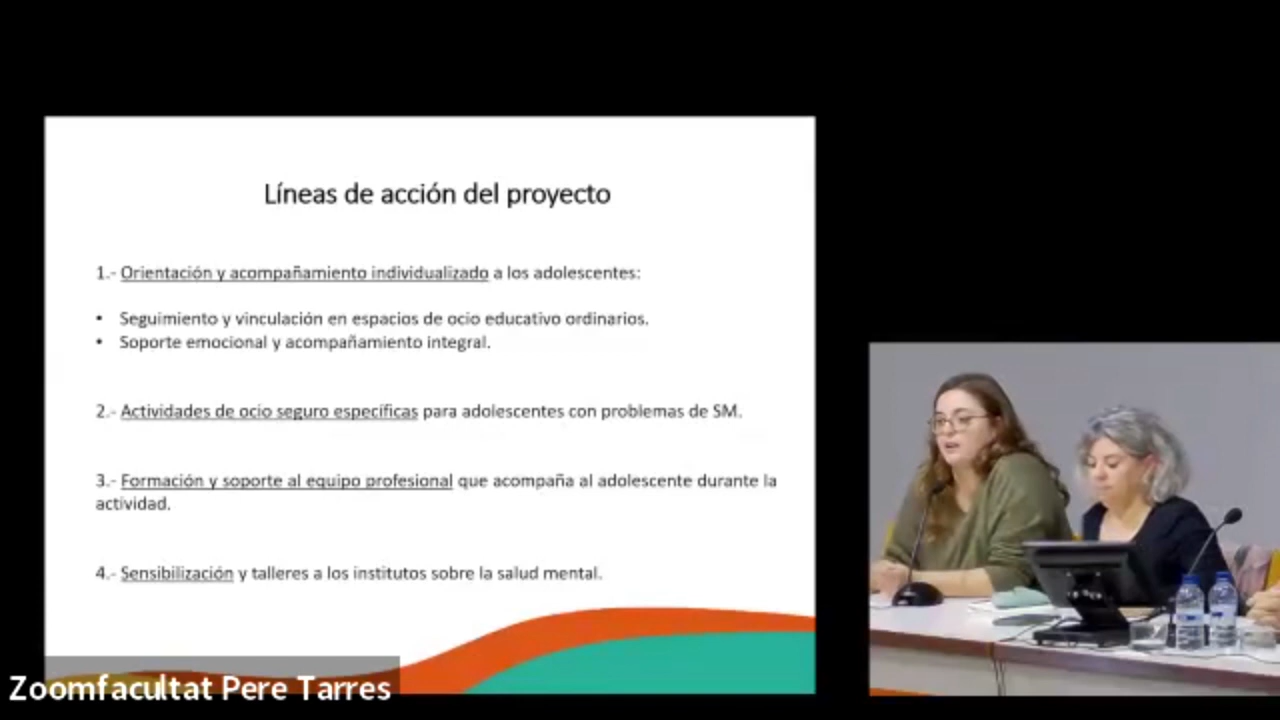 Líneas de acción del proyecto
1.- Orientación y acompañamiento individualizado a los adolescentes:
• Seguimiento y vinculación en espacios de ocio educativo ordinarios.
• Soporte emocional y acompañamiento integral.
2.- Actividades de ocio seguro específicas para adolescentes con problemas de SM.
3.- Formación y soporte al equipo profesional que acompaña al adolescente durante la
actividad.
4.- Sensibilización y talleres a los institutos sobre la salud mental.
Zoomfacultat Pere Tarres